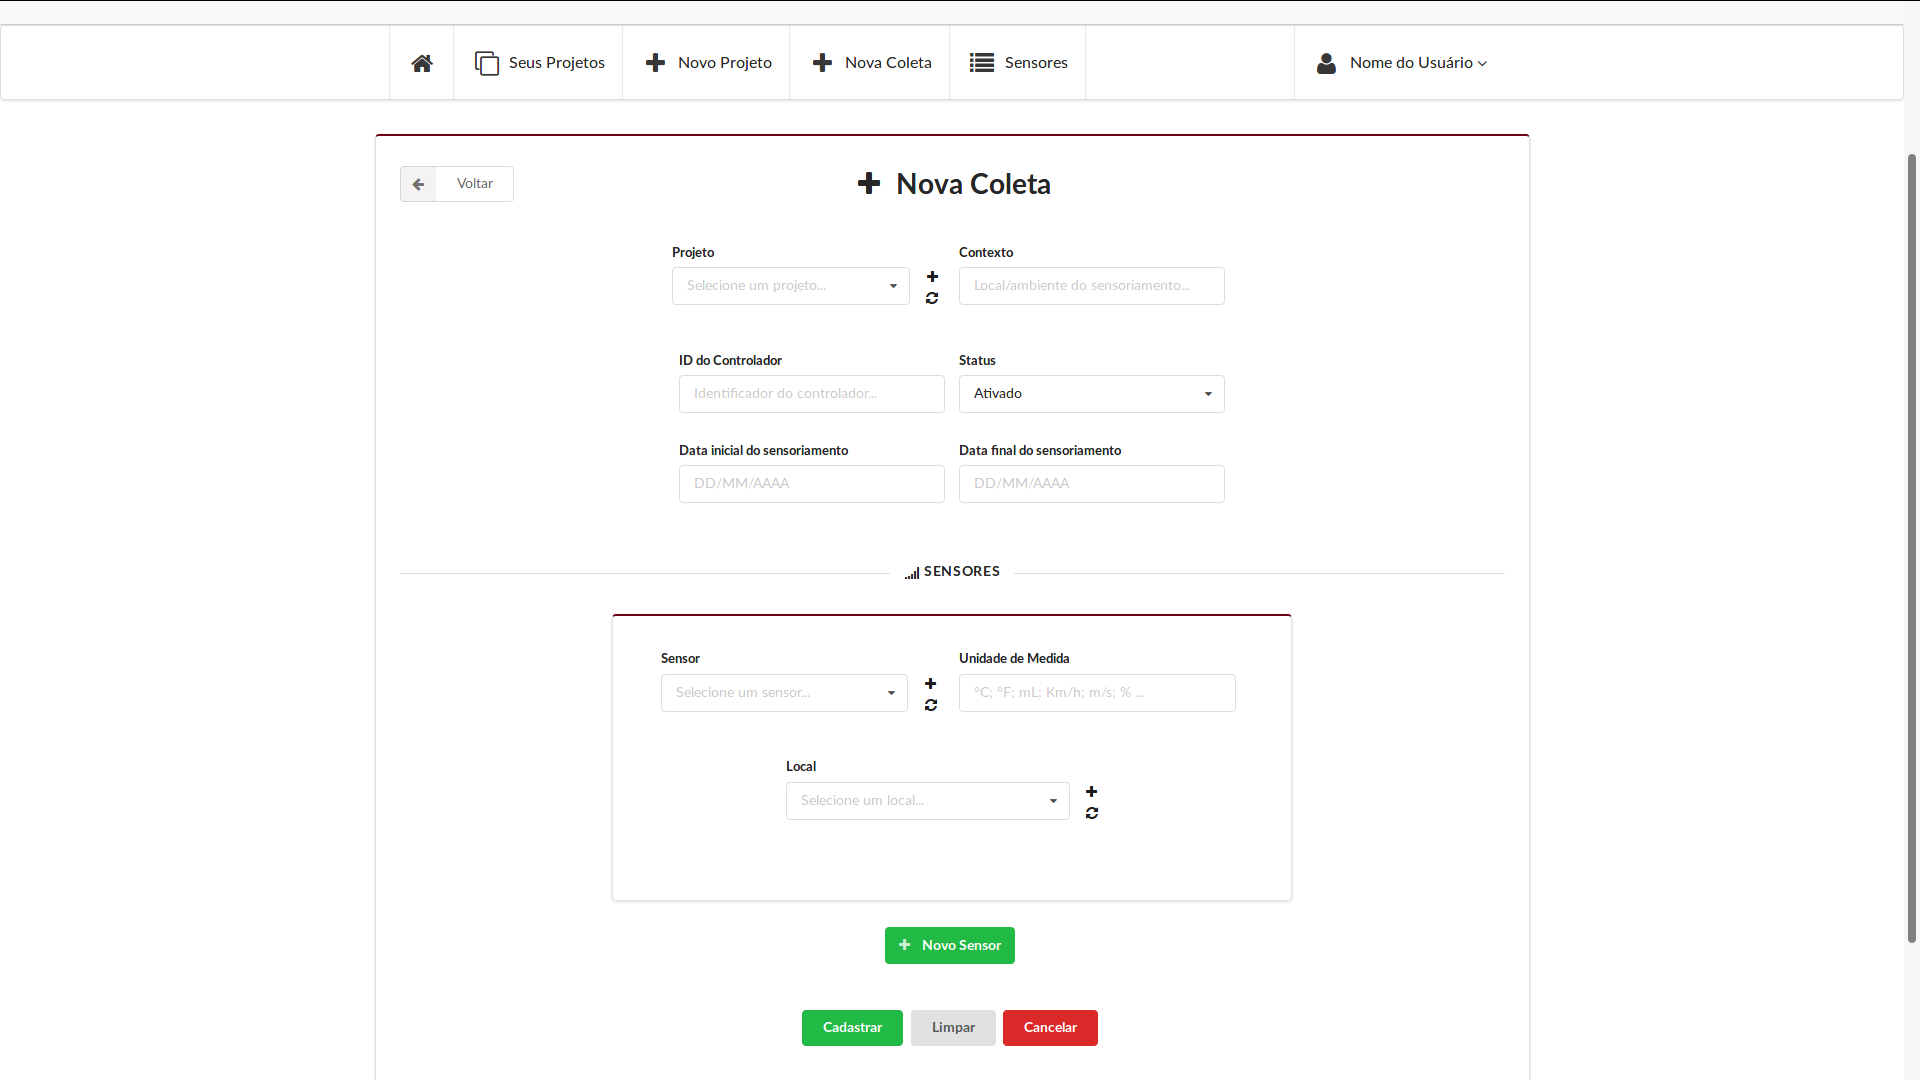 Seus Projetos
Novo Projeto
Nova Coleta
Sensores
Nome do Usuário
Voltar
Nova Coleta
Projeto
Contexto
Selecione um projeto...
Local/ambiente do sensoriamento...
ID do Controlador
Status
Identificador do controlador...
Ativado
Data inicial do sensoriamento
Data final do sensoriamento
DD/MM/AAAA
DD/MM/AAAA
SENSORES
Sensor
Unidade de Medida
Selecione um sensor...
°C; °F; mL; Km/h; m/s; % ...
Local
Selecione um local...
Novo Sensor
Cadastrar
Limpar
Cancelar